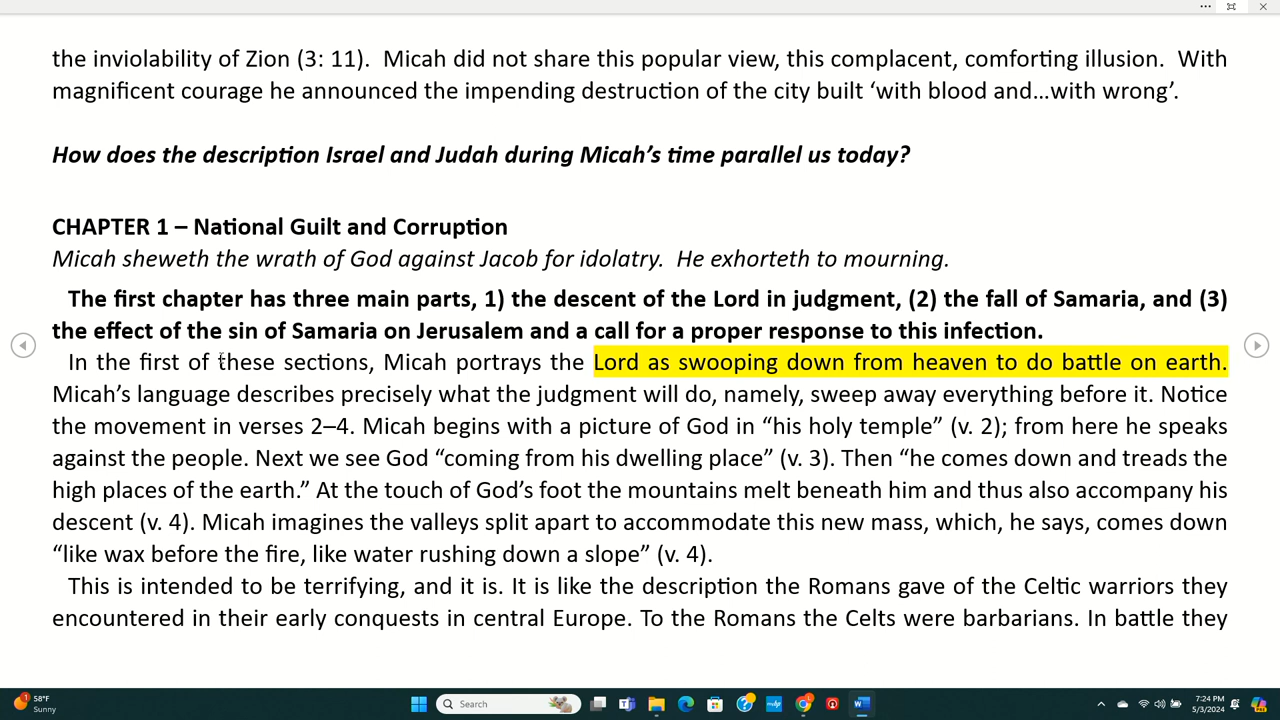 the inviolability of Zion (3: 11).  Micah did not share this popular view, this complacent, comforting illusion.  With
magnificent courage he announced the impending destruction of the city built ‘with blood and…with wrong’.
How does the description Israel and Judah during Micah’s time parallel us today?
CHAPTER 1 – National Guilt and Corruption
Micah sheweth the wrath of God against Jacob for idolatry.  He exhorteth to mourning.
The first chapter has three main parts, 1) the descent of the Lord in judgment, (2) the fall of Samaria, and (3)
the effect of the sin of Samaria on Jerusalem and a call for a proper response to this infection.
In the first of these sections, Micah portrays the Lord as swooping down from heaven to do battle on earth.
Micah’s language describes precisely what the judgment will do, namely, sweep away everything before it. Notice
the movement in verses 2–4. Micah begins with a picture of God in “his holy temple” (v. 2); from here he speaks
against the people. Next we see God “coming from his dwelling place” (v. 3). Then “he comes down and treads the
high places of the earth.” At the touch of God’s foot the mountains melt beneath him and thus also accompany his
descent (v. 4). Micah imagines the valleys split apart to accommodate this new mass, which, he says, comes down
“like wax before the fire, like water rushing down a slope” (v. 4).
This is intended to be terrifying, and it is. It is like the description the Romans gave of the Celtic warriors they
encountered in their early conquests in central Europe. To the Romans the Celts were barbarians. In battle they
1
58°F
Sunny
Search
7:24 PM
5/3/2024